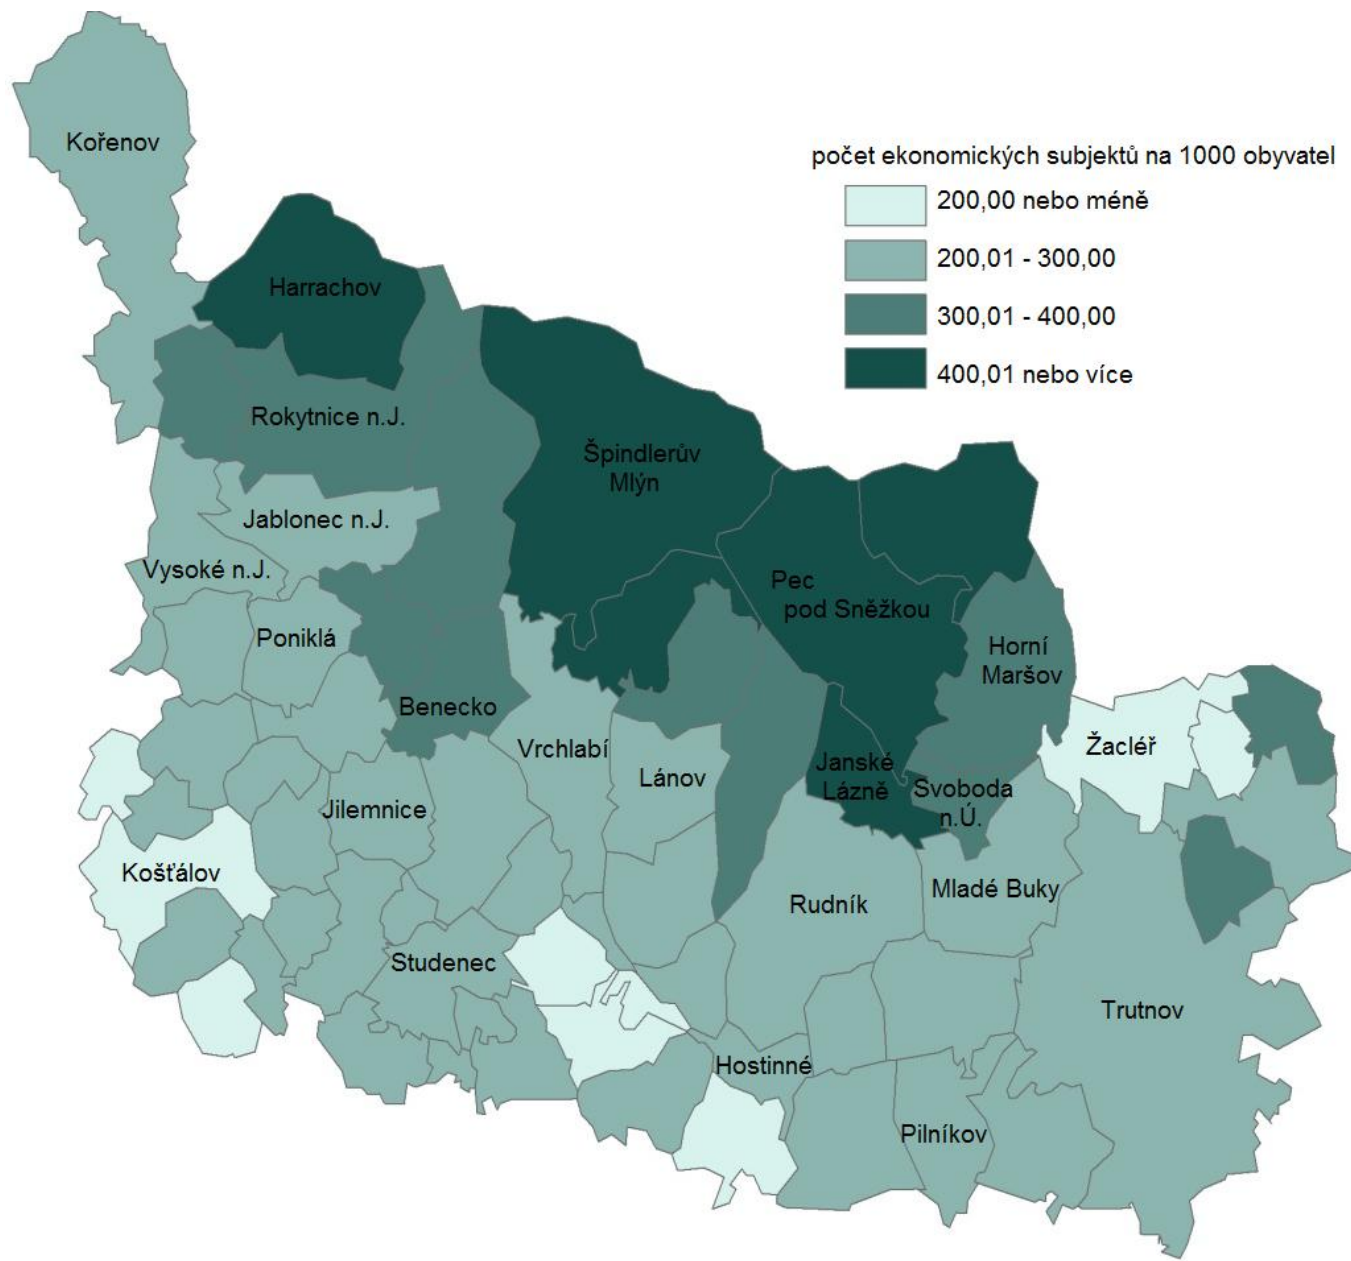 Kořenov
počet ekonomických subjektů na 1000 obyvatel
200,00 nebo méně
200,01 - 300,00
300,01 - 400,00
400,01 nebo více
Harrachov
Rokytnice n.J.
Špindlerův
Mlýn
Jablonec n.J.
Vysoké n.J.
Pec
pod Sněžkou
Poniklá
Horní
Maršov
Benecko
Vrchlabí
Žacléř
Lánov
Janské
Lázně
Svoboda
n.Ú.
Jilemnice
Košťálov
Rudník
Mladé Buky
Studenec
Trutnov
Hostinné
Pilníkov